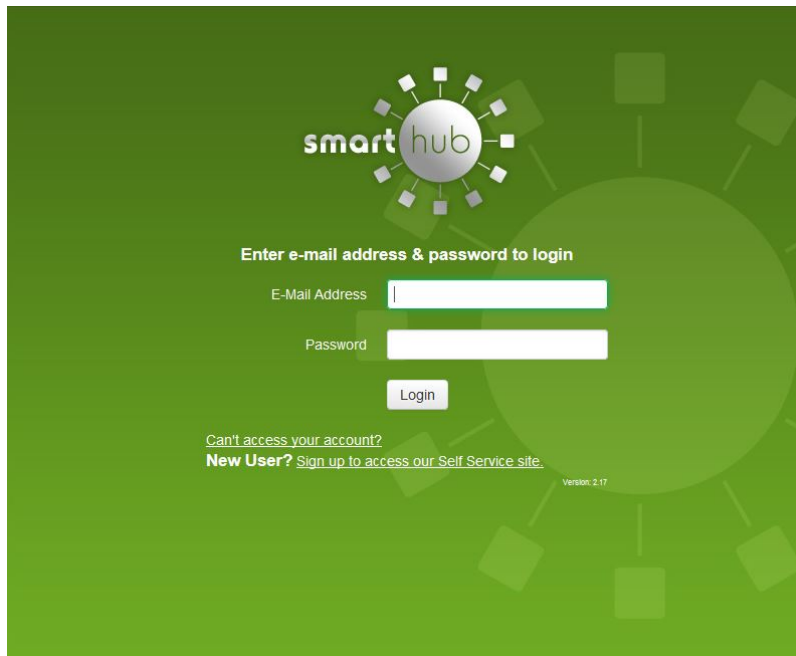 smart hub
Enter e-mail address & password to login
E-Mail Address
Password
Login
Can't access your account?
New User? Sign up to access our Self Service site.
Version: 2.17